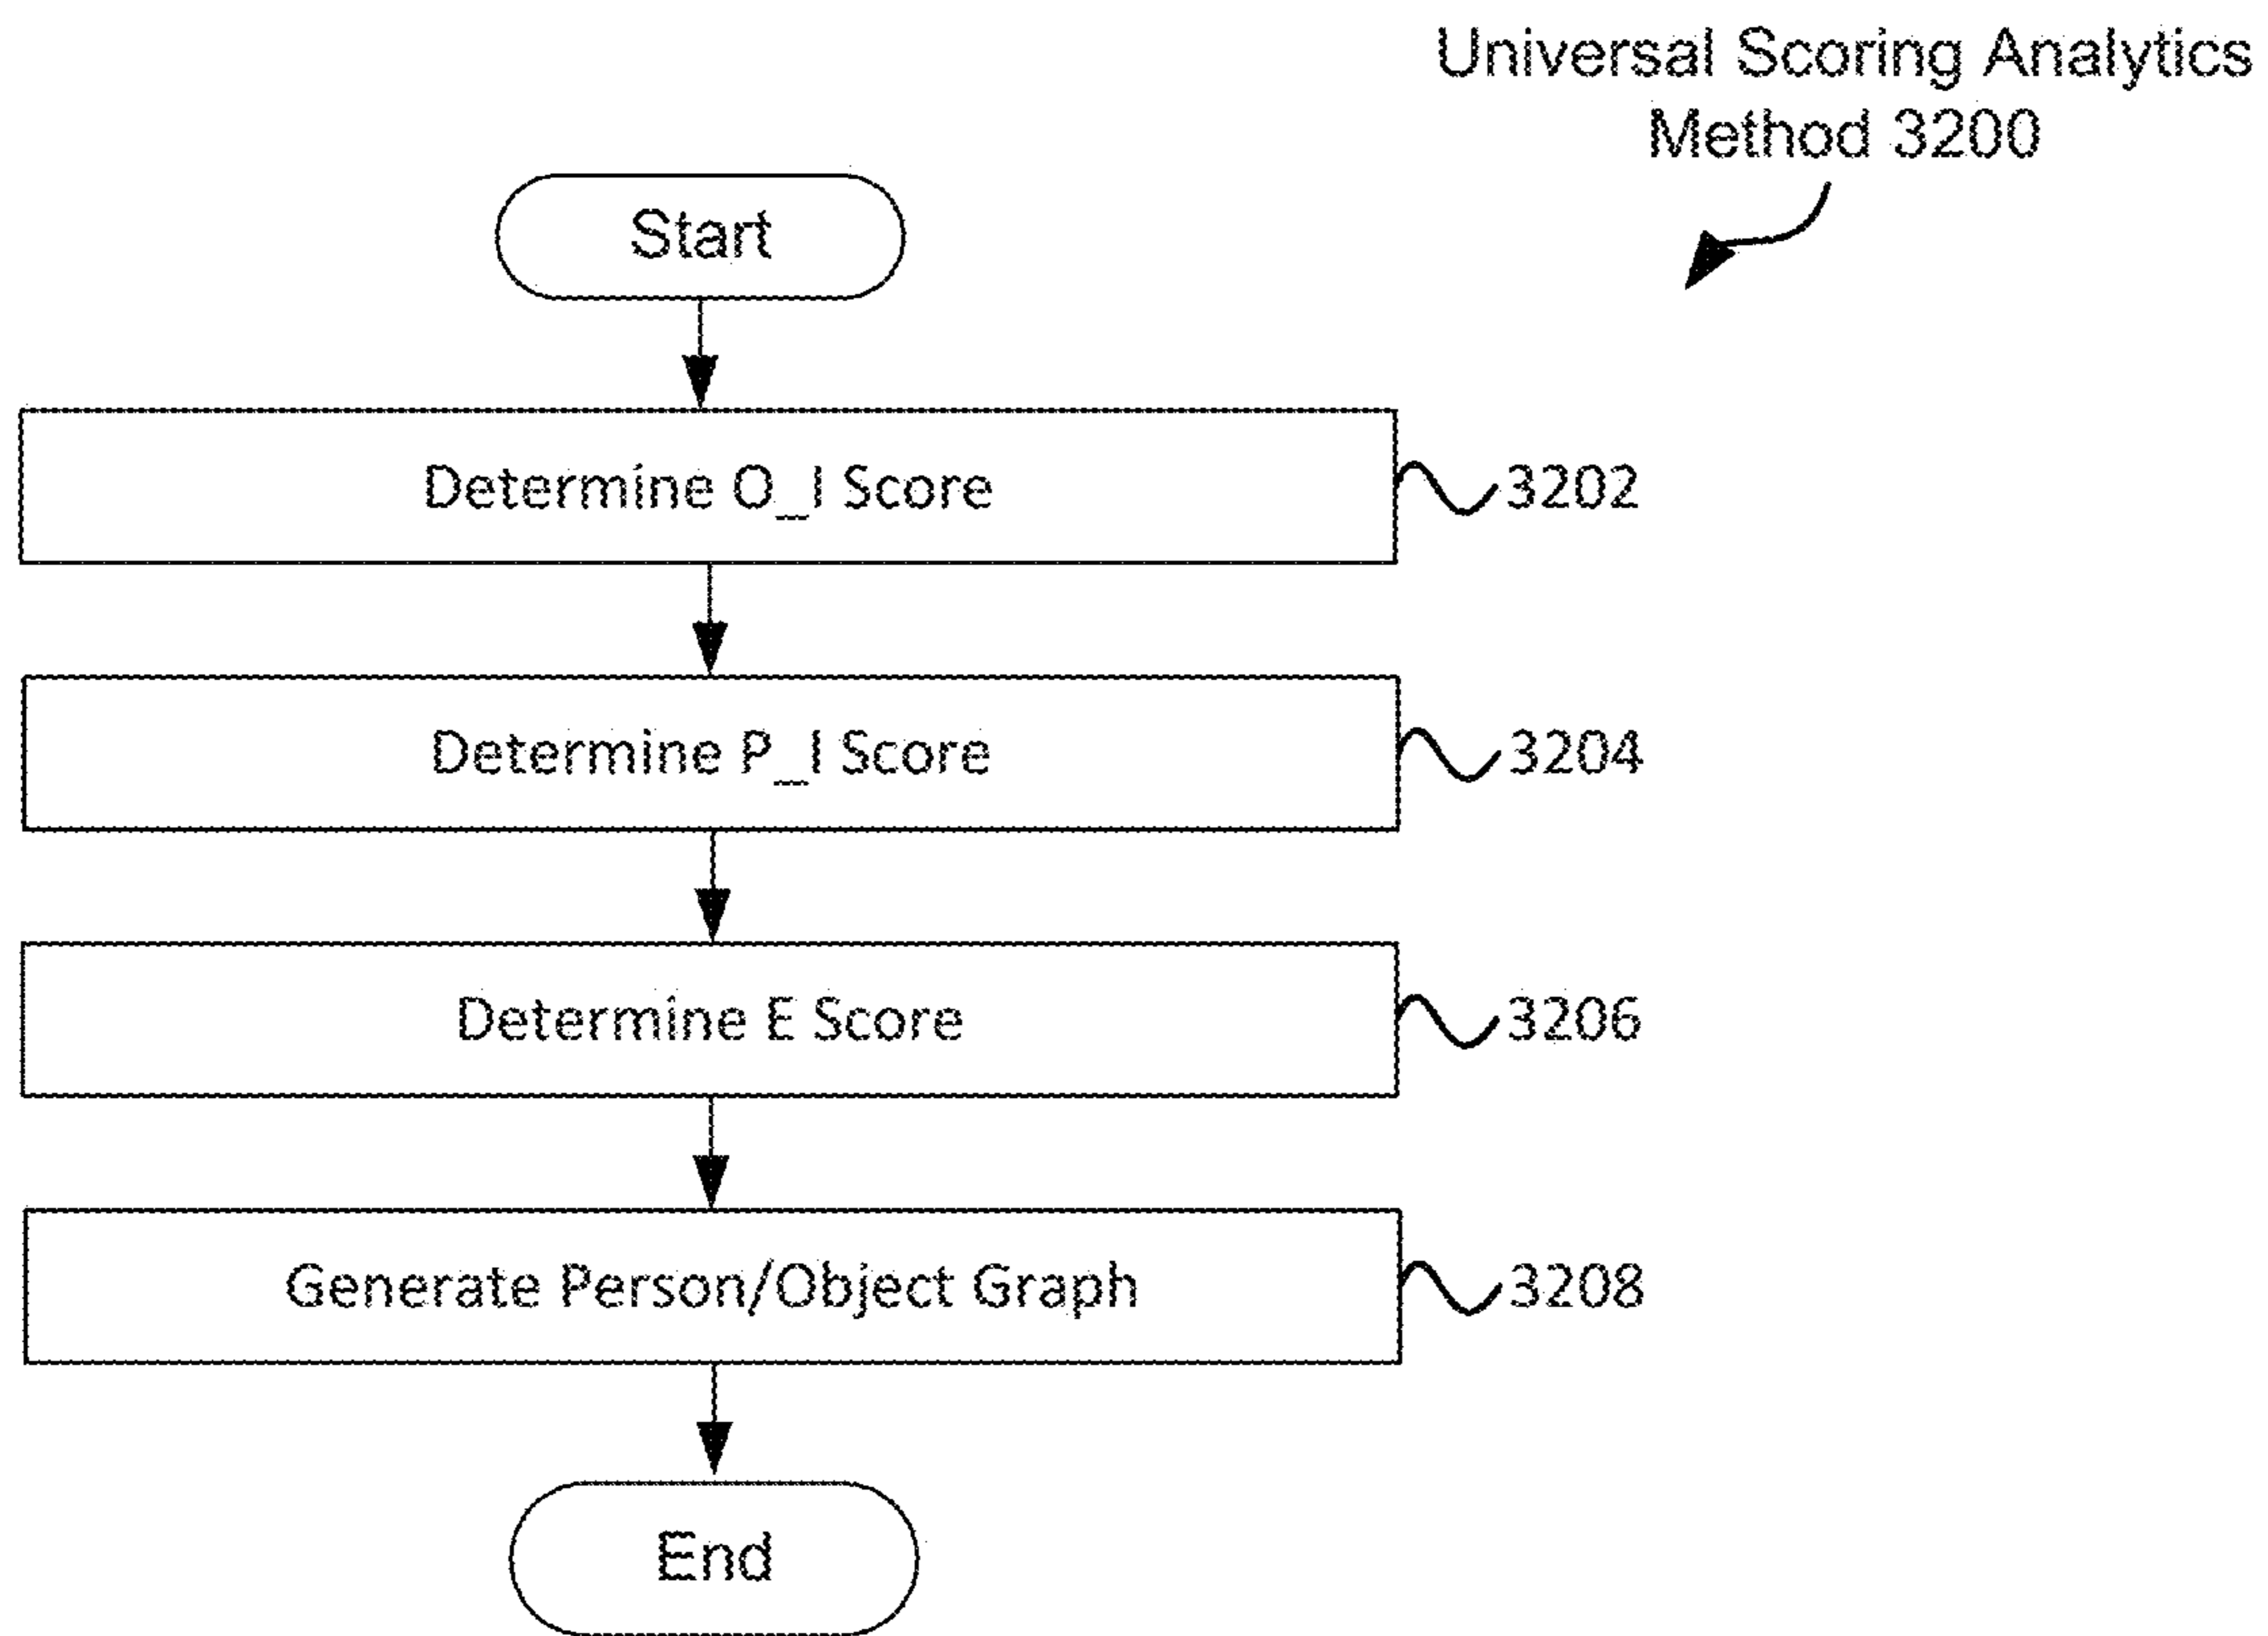 Universal Scoring Analytics
Method 3200
Start
Determine O_I Score
3202
Determine P_I Score
3204
Determine E Score
3206
Generate Person/Object Graph
3208
End